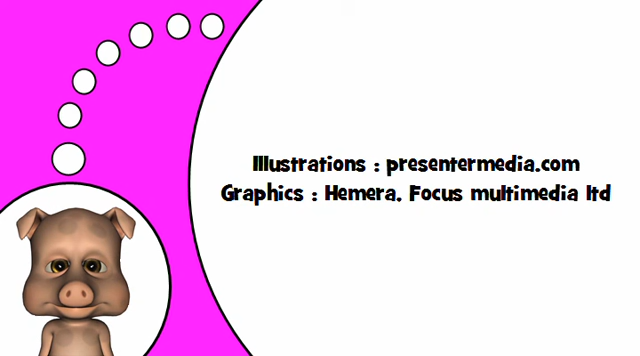 Illustrations : presentermedia.com
Graphics : Hemera. Focus multimedia ltd